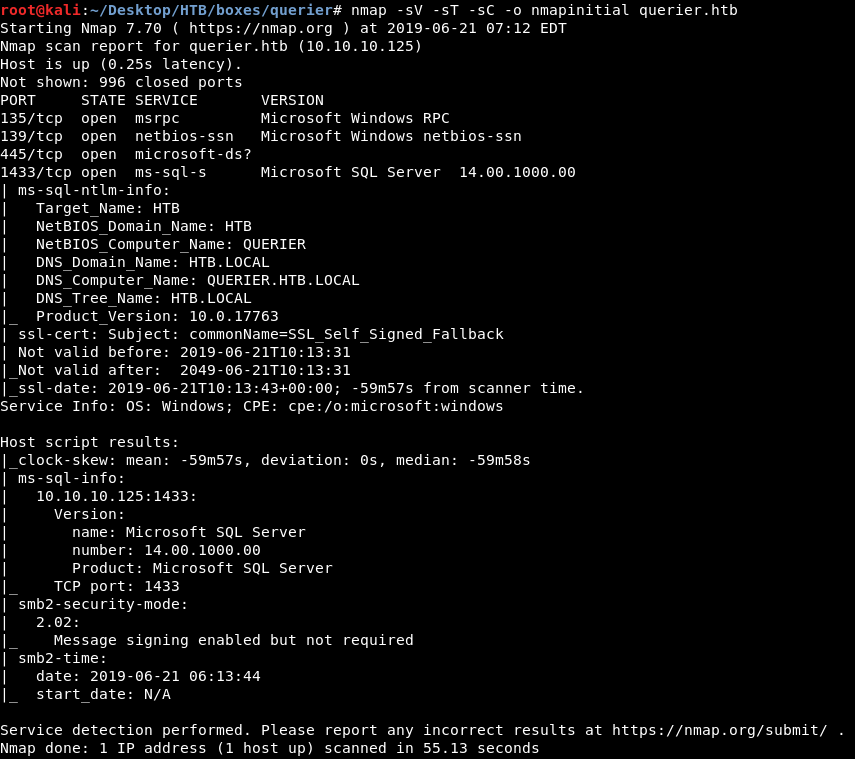 root@kali:~/Desktop/HTB/boxes/querier# nmap -sV -sT -sC -o nmapinitial querier.htb
Starting Nmap 7.70 ( https://nmap.org ) at 2019-06-21 07:12 EDT
Nmap scan report for querier.htb (10.10.10.125)
Host is up (0.25s latency).
Not shown: 996 closed ports
PORT     STATE SERVICE       VERSION
135/tcp  open  msrpc         Microsoft Windows RPC
139/tcp  open  netbios-ssn   Microsoft Windows netbios-ssn
445/tcp  open  microsoft-ds?
1433/tcp open  ms-sql-s      Microsoft SQL Server  14.00.1000.00
| ms-sql-ntlm-info:
|   Target_Name: HTB
|   NetBIOS_Domain_Name: HTB
|   NetBIOS_Computer_Name: QUERIER
|   DNS_Domain_Name: HTB.LOCAL
|   DNS_Computer_Name: QUERIER.HTB.LOCAL
|   DNS_Tree_Name: HTB.LOCAL
|_  Product_Version: 10.0.17763
| ssl-cert: Subject: commonName=SSL_Self_Signed_Fallback
| Not valid before: 2019-06-21T10:13:31
|_Not valid after:  2049-06-21T10:13:31
|_ssl-date: 2019-06-21T10:13:43+00:00; -59m57s from scanner time.
Service Info: OS: Windows; CPE: cpe:/o:microsoft:windows

Host script results:
|_clock-skew: mean: -59m57s, deviation: 0s, median: -59m58s
| ms-sql-info:
|   10.10.10.125:1433:
|     Version:
|       name: Microsoft SQL Server
|       number: 14.00.1000.00
|       Product: Microsoft SQL Server
|_    TCP port: 1433
| smb2-security-mode:
|   2.02:
|_    Message signing enabled but not required
| smb2-time:
|   date: 2019-06-21 06:13:44
|_  start_date: N/A

Service detection performed. Please report any incorrect results at https://nmap.org/submit/ .
Nmap done: 1 IP address (1 host up) scanned in 55.13 seconds